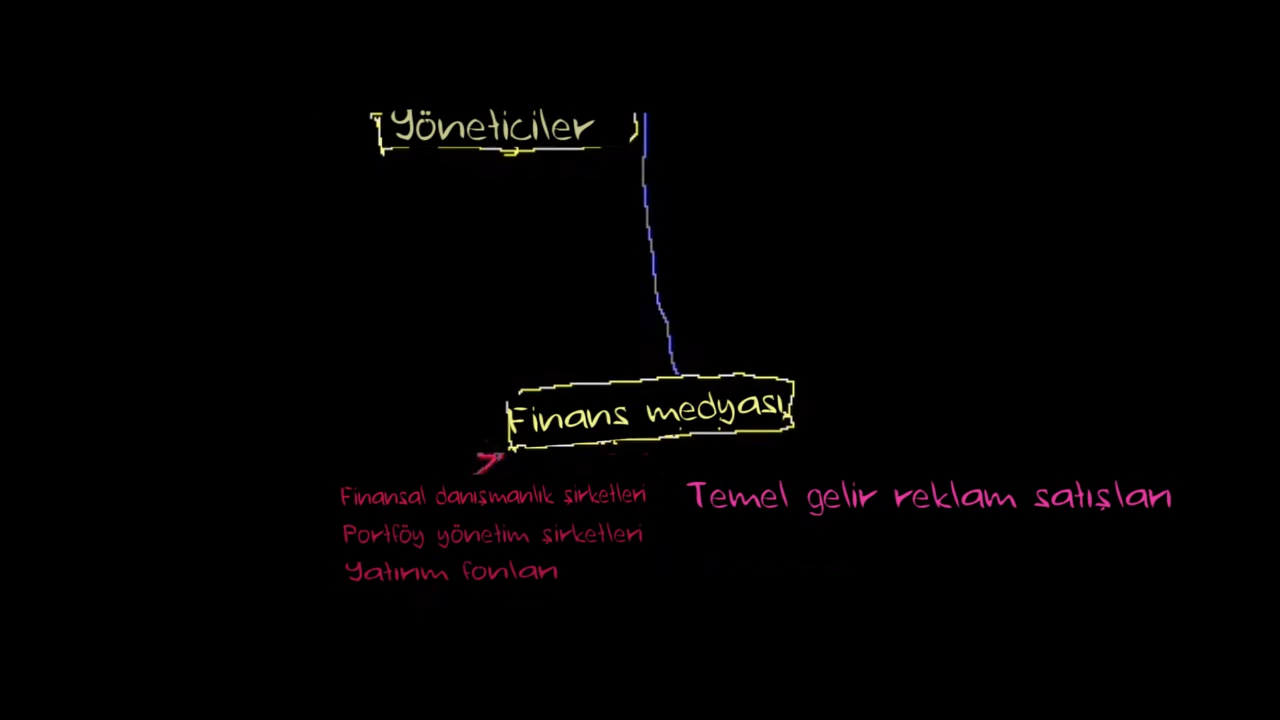 Yöneticiler
Finans medyası
Finansal danışmanlık şirketleri
Temel gelir reklam satışları
Portföy yönetim şirketleri
Yatırım fonları